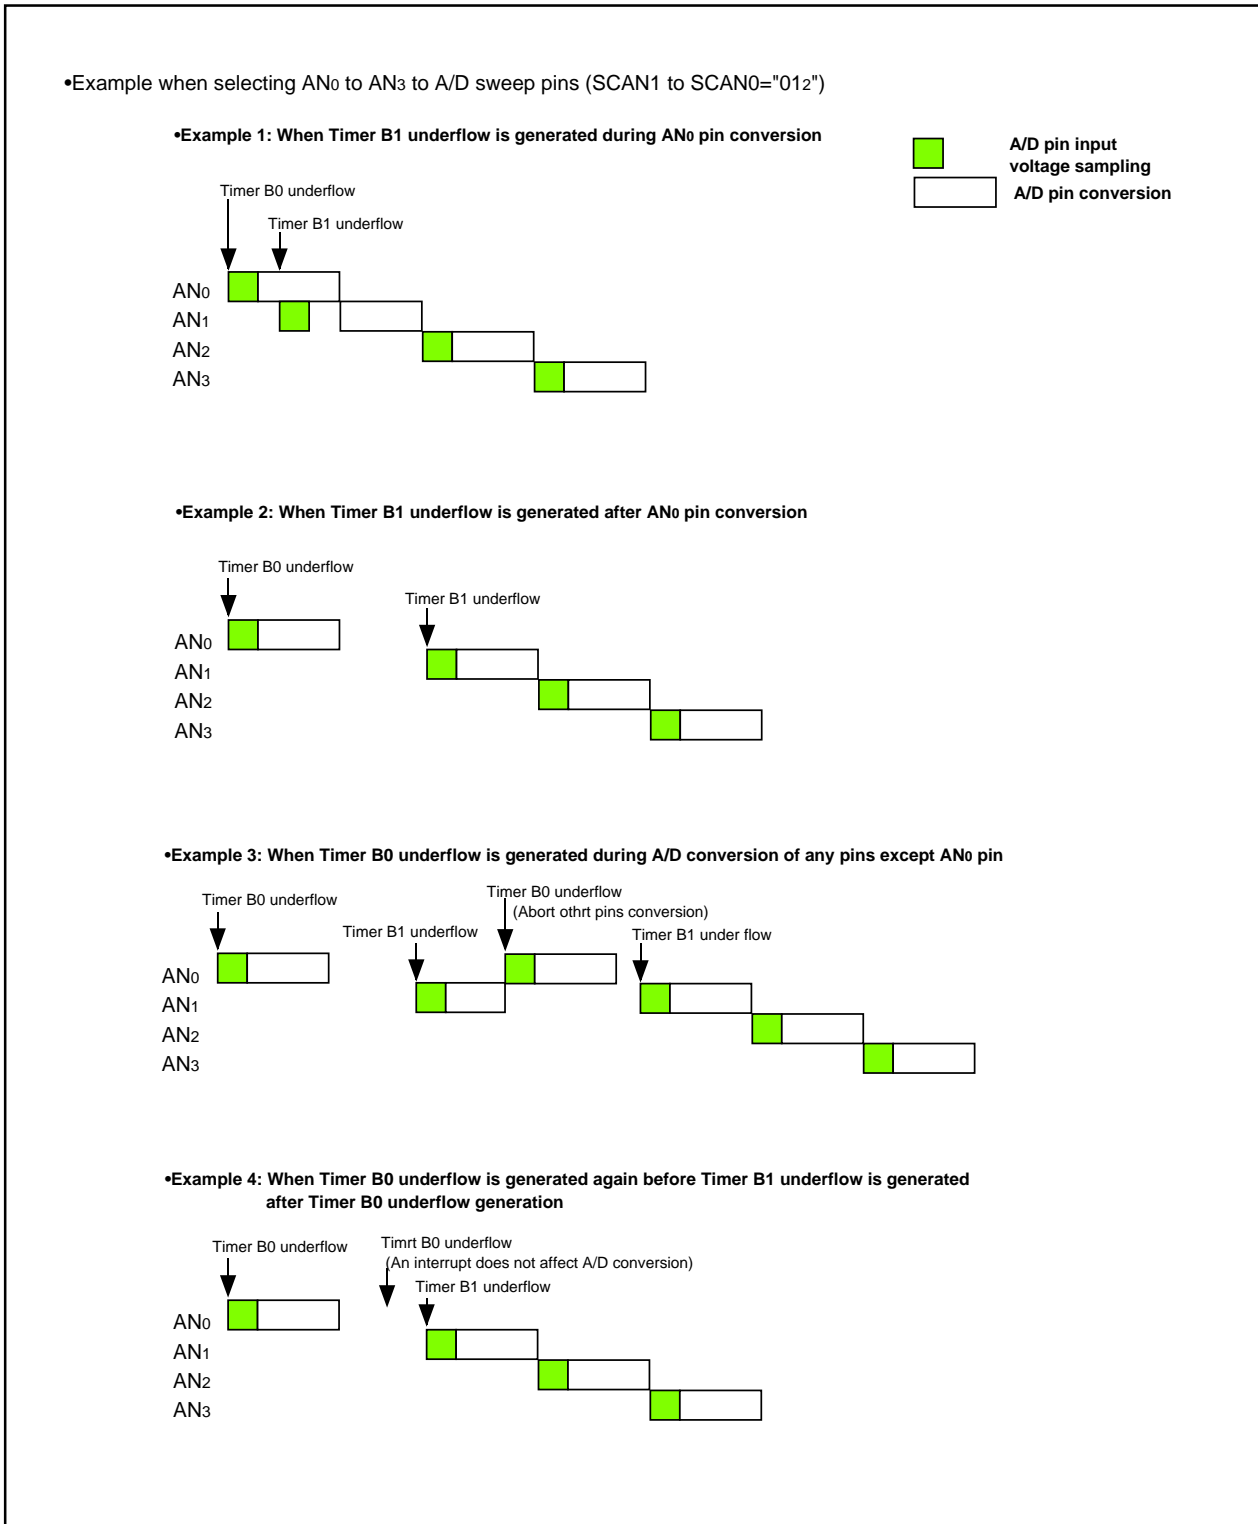 •Example when selecting AN0 to AN3 to A/D sweep pins (SCAN1 to SCAN0="012")
•Example 1: When Timer B1 underflow is generated during AN0 pin conversion
A/D pin input
voltage sampling
A/D pin conversion
Timer B0 underflow
Timer B1 underflow
AN0
AN1
AN2
AN3
•Example 2: When Timer B1 underflow is generated after AN0 pin conversion
Timer B0 underflow
Timer B1 underflow
AN0
AN1
AN2
AN3
•Example 3: When Timer B0 underflow is generated during A/D conversion of any pins except AN0 pin
Timer B0 underflow
Timer B0 underflow
(Abort othrt pins conversion)
Timer B1 underflow
Timer B1 under flow
AN0
AN1
AN2
AN3
•Example 4: When Timer B0 underflow is generated again before Timer B1 underflow is generated
after Timer B0 underflow generation
Timer B0 underflow
Timrt B0 underflow
(An interrupt does not affect A/D conversion)
Timer B1 underflow
AN0
AN1
AN2
AN3